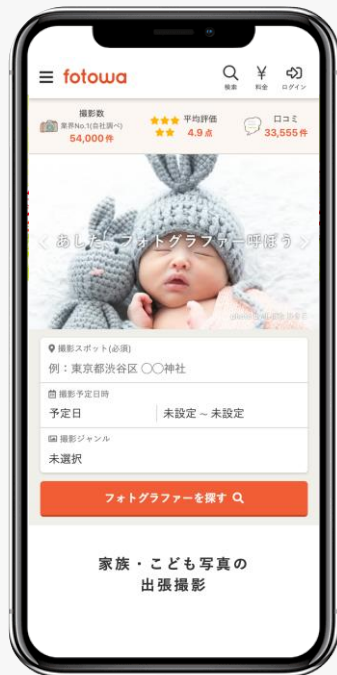 fotowa
検索
料金
ログイン
撮影数
業界No.1(自社調べ)
54,000件
平均評価
4.9点
口コミ
33,555件
あした、フォトグラファー呼ぼう
撮影スポット(必須)
例：東京都渋谷区 〇〇神社
撮影予定日時
予定日
未設定 ~ 未設定
撮影ジャンル
未選択
フォトグラファーを探す
家族・こども写真の
出張撮影